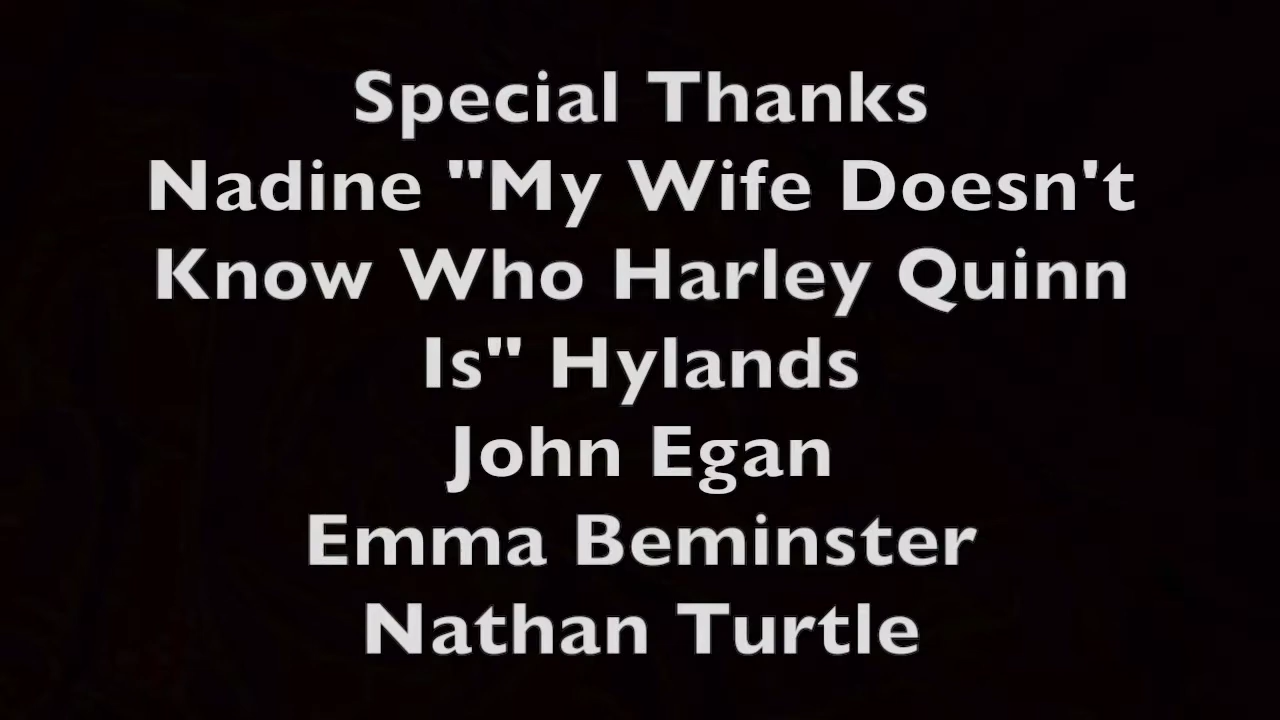 Special Thanks
Nadine "My Wife Doesn't
Know Who Harley Quinn
Is" Hylands
John Egan
Emma Beminster
Nathan Turtle